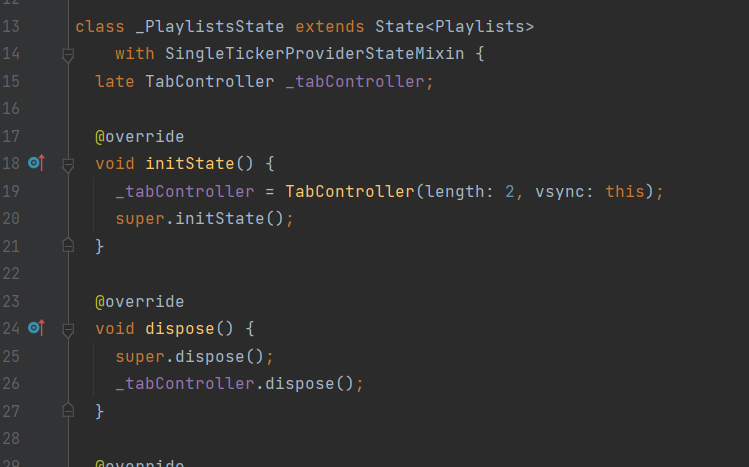 12
13 class _PlaylistsState extends State<Playlists>
14 with SingleTickerProviderStateMixin {
15 late TabController _tabController;
16
17 @override
18 void initState() {
19 _tabController = TabController(length: 2, vsync: this);
20 super.initState();
21 }
22
23 @override
24 void dispose() {
25 super.dispose();
26 _tabController.dispose();
27 }
28
29 @override